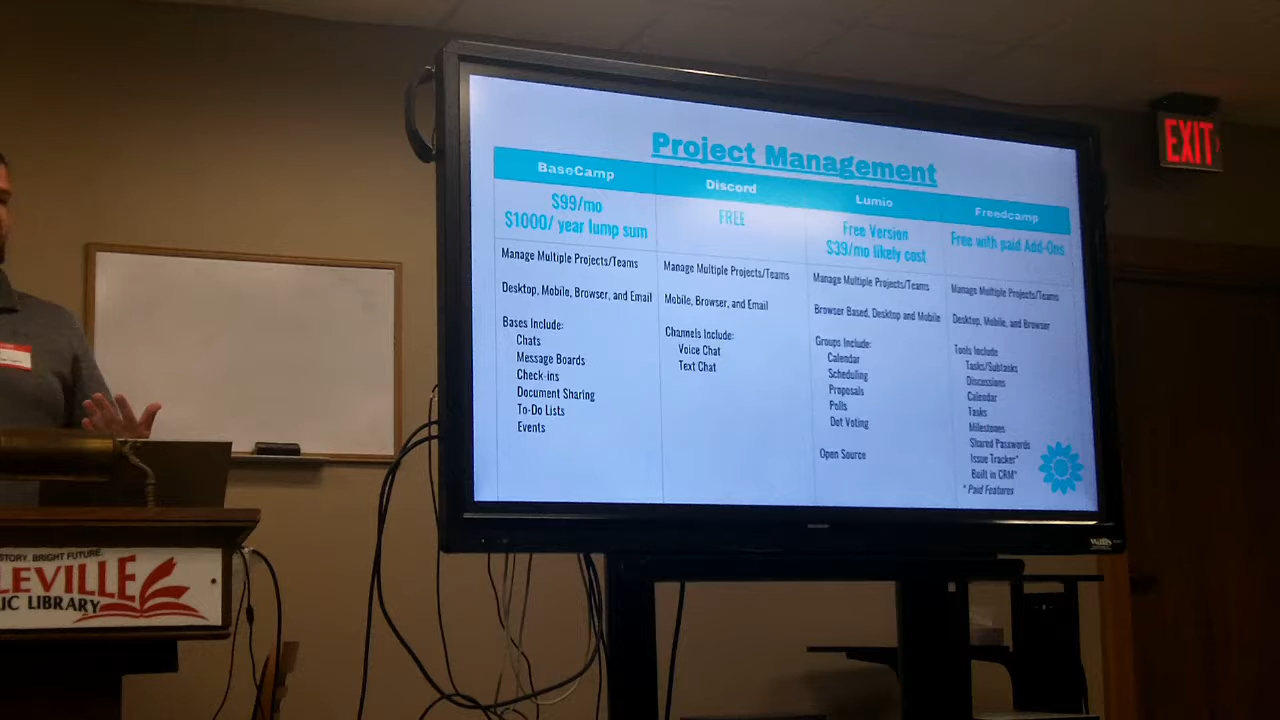 Project Management
BaseCamp
$99/mo
$1000/ year lump sum
Manage Multiple Projects/Teams
Desktop, Mobile, Browser, and Email
Bases Include:
Chats
Message Boards
Check-ins
Document Sharing
To-Do Lists
Events
Discord
FREE
Manage Multiple Projects/Teams
Mobile, Browser, and Email
Channels Include:
Voice Chat
Text Chat
Lumio
Free Version
$39/mo likely cost
Manage Multiple Projects/Teams
Browser Based, Desktop and Mobile
Groups Include:
Calendar
Scheduling
Proposals
Polls
Dot Voting
Open Source
Freedcamp
Free with paid Add-Ons
Manage Multiple Projects/Teams
Desktop, Mobile, and Browser
Tools Include
Tasks/Subtasks
Discussions
Calendar
Tasks
Milestones
Shared Passwords
Issue Tracker*
Built in CRM*
* Paid Features
EXIT
STORY. BRIGHT FUTURE.
LEVILLE
IC LIBRARY